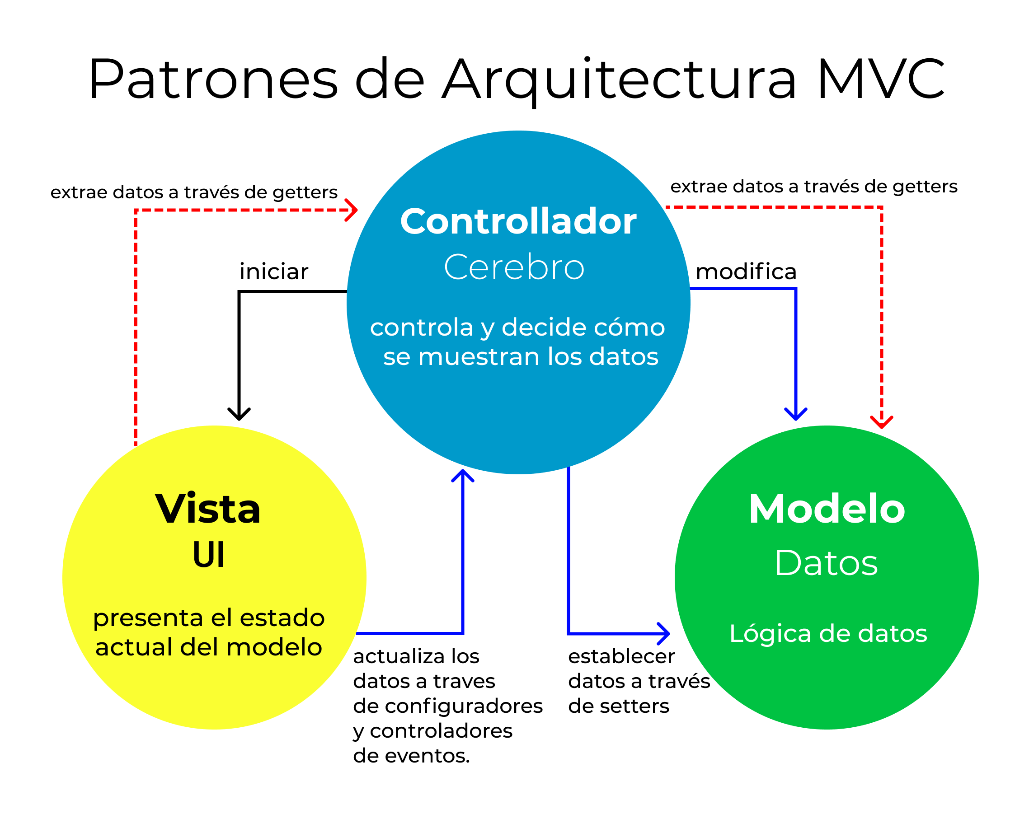 Patrones de Arquitectura MVC
extrae datos a través de getters
extrae datos a través de getters
Controllador
Cerebro
controla y decide cómo
se muestran los datos
iniciar
modifica
Vista
UI
presenta el estado
actual del modelo
Modelo
Datos
Lógica de datos
actualiza los
datos a traves
de configuradores
y controladores
de eventos.
establecer
datos a través
de setters